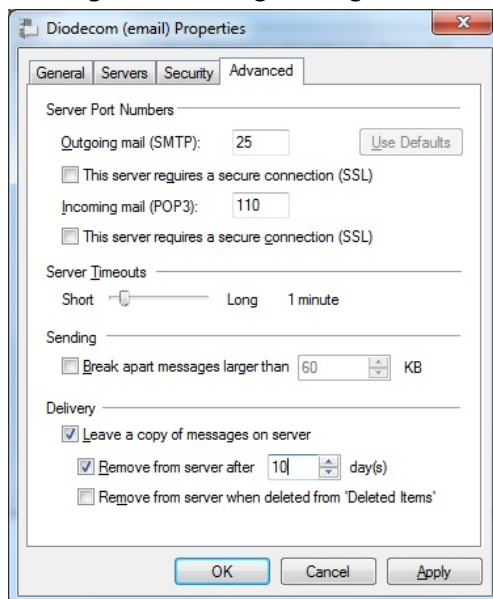 Diodecom (email) Properties
General Servers Security Advanced
Server Port Numbers
Outgoing mail (SMTP): 25 Use Defaults
This server requires a secure connection (SSL)
Incoming mail (POP3): 110
This server requires a secure connection (SSL)
Server Timeouts
Short Long 1 minute
Sending
Break apart messages larger than 60 KB
Delivery
Leave a copy of messages on server
Remove from server after 10 day(s)
Remove from server when deleted from 'Deleted Items'
OK Cancel Apply